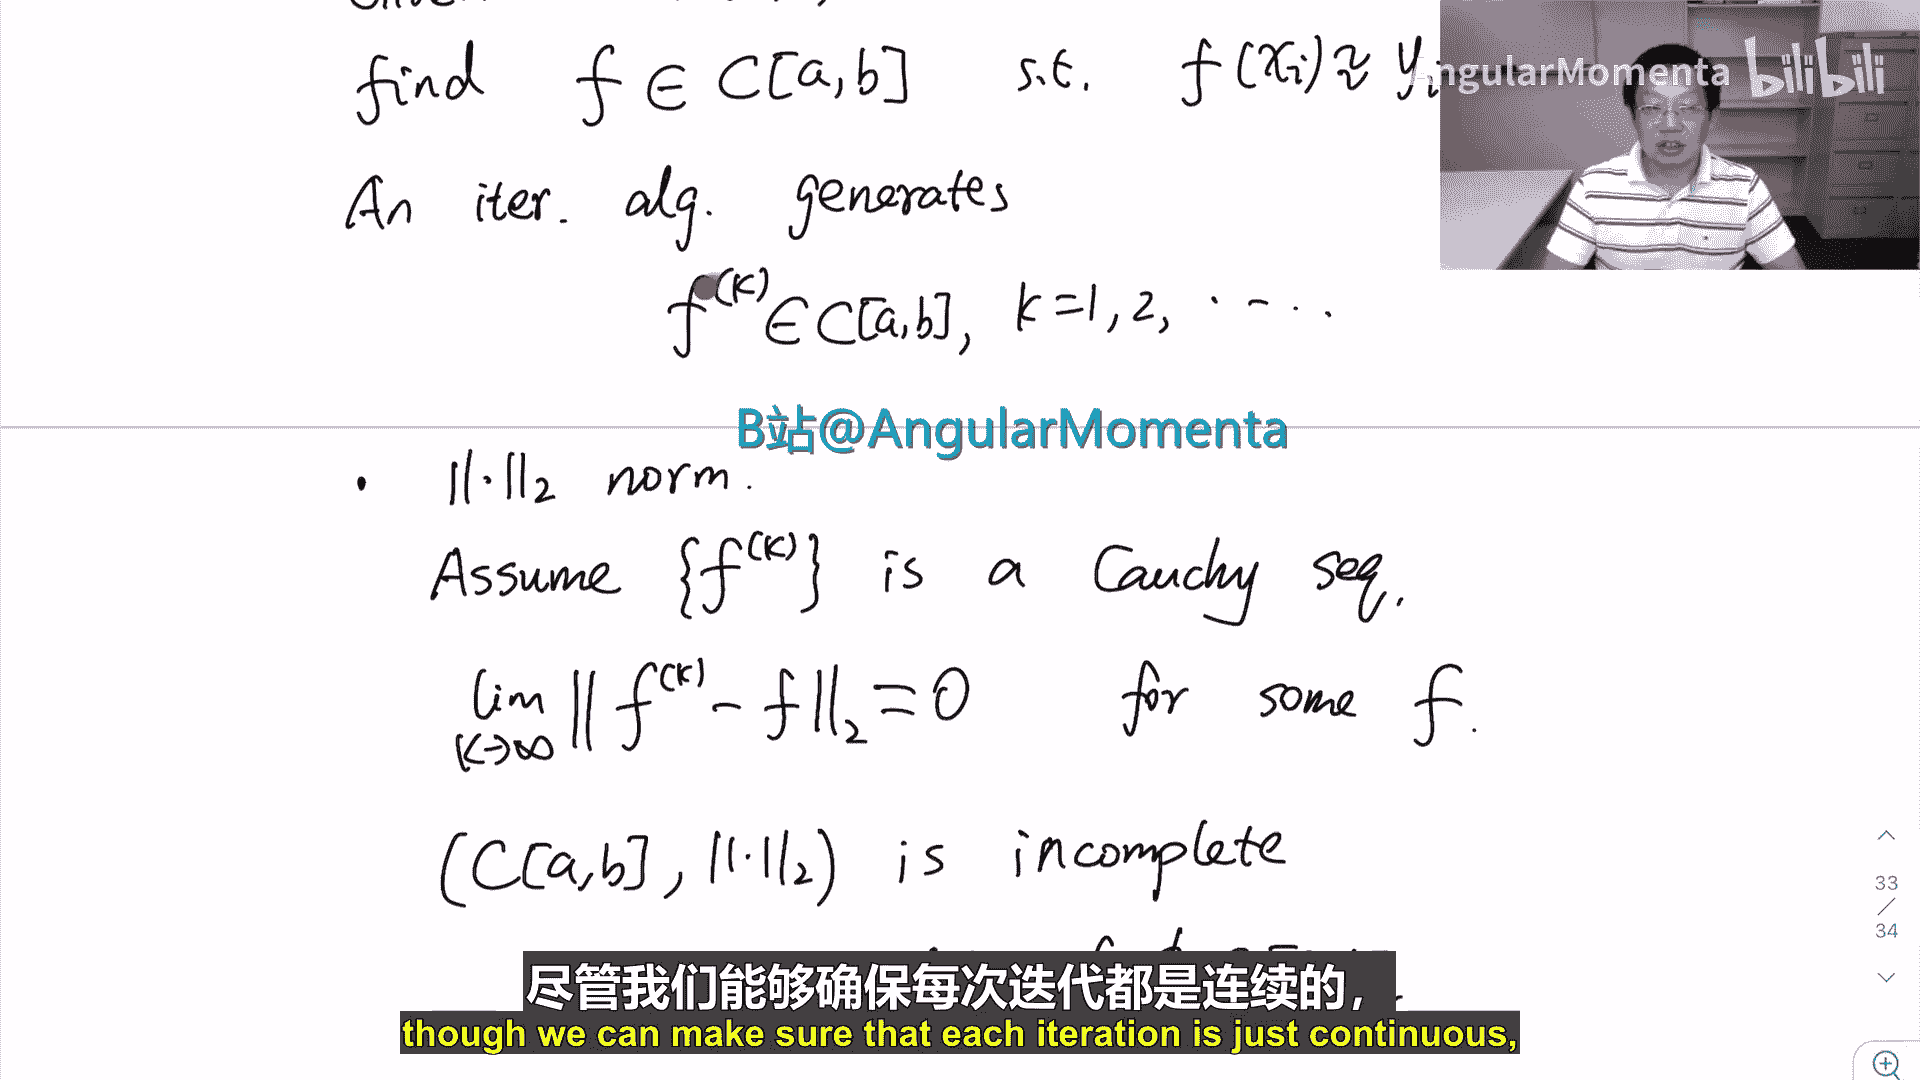 find f ∈ C[a,b] s.t. f(xᵢ) ≈ yᵢ
AngularMomenta bilibili
An iter. alg. generates
f⁽ᴷ⁾ ∈ C[a,b], K=1, 2, ·-···
B站@AngularMomenta
· ||·||₂ norm.
Assume {f⁽ᴷ⁾} is a Cauchy seq.
lim K→∞ || f⁽ᴷ⁾ - f ||₂ = 0 for some f.
(C[a,b], ||·||₂) is incomplete
33
/
34
尽管我们能够确保每次迭代都是连续的，
though we can make sure that each iteration is just continuous,